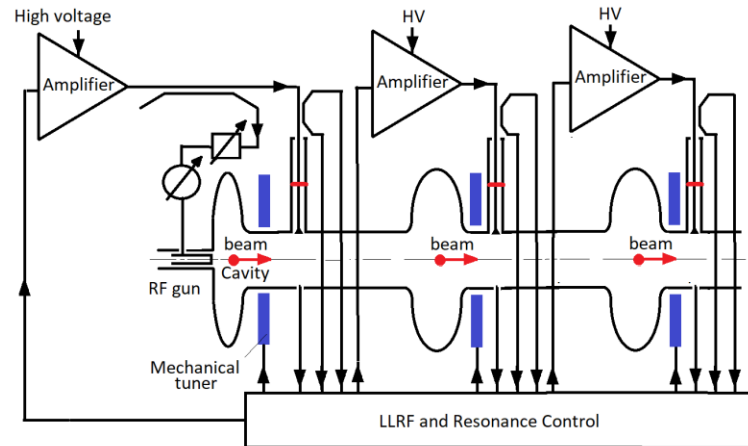 High voltage
HV
HV
Amplifier
Amplifier
Amplifier
beam
beam
beam
Cavity
RF gun
Mechanical
tuner
LLRF and Resonance Control